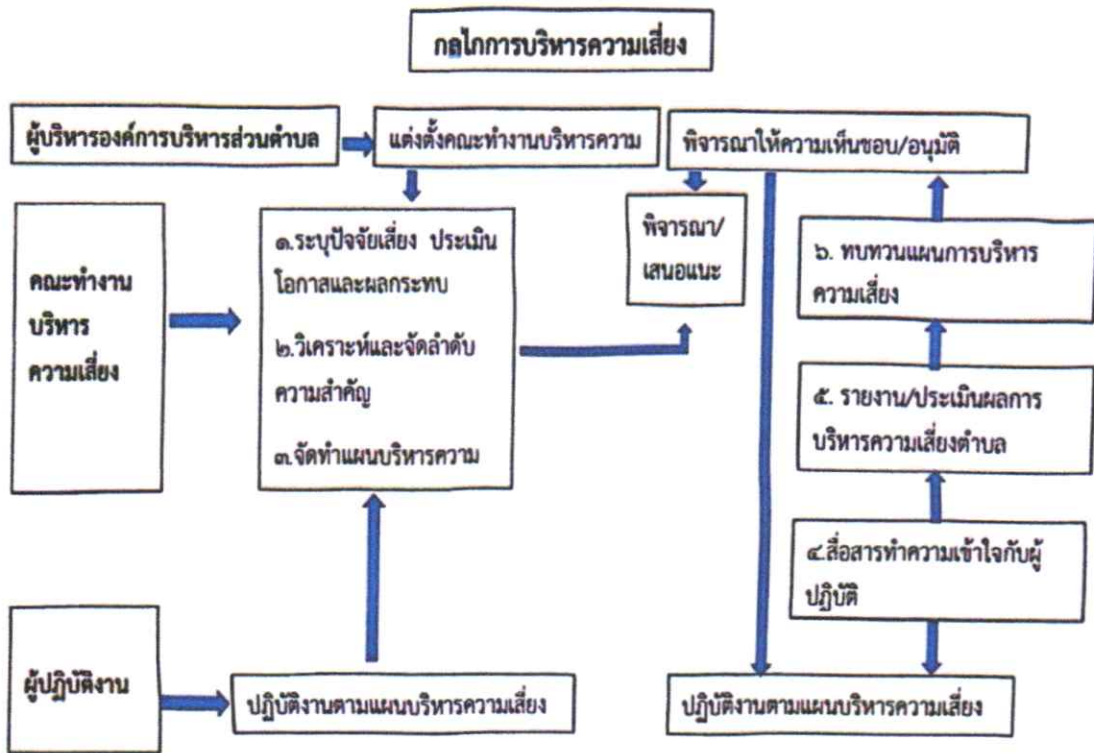 กลไกการบริหารความเสี่ยง
ผู้บริหารองค์การบริหารส่วนตำบล
แต่งตั้งคณะทำงานบริหารความ
พิจารณาให้ความเห็นชอบ/อนุมัติ
คณะทำงาน
บริหาร
ความเสี่ยง
๑.ระบุปัจจัยเสี่ยง ประเมิน
โอกาสและผลกระทบ
๒.วิเคราะห์และจัดลำดับ
ความสำคัญ
๓.จัดทำแผนบริหารความ
พิจารณา/
เสนอแนะ
๖. ทบทวนแผนการบริหาร
ความเสี่ยง
๕. รายงาน/ประเมินผลการ
บริหารความเสี่ยงตำบล
๔.สื่อสารทำความเข้าใจกับผู้
ปฏิบัติ
ผู้ปฏิบัติงาน
ปฏิบัติงานตามแผนบริหารความเสี่ยง
ปฏิบัติงานตามแผนบริหารความเสี่ยง